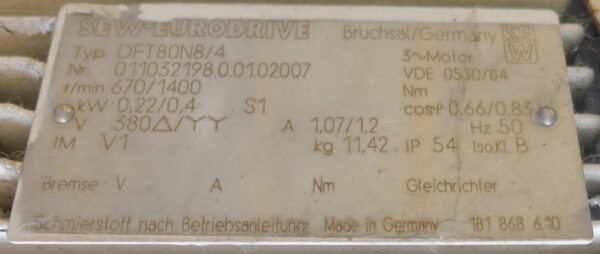 SEW-EURODRIVE Bruchsal/Germany SEW
Typ DFT80N8/4 3~Motor
Nr. 011032198.0.01.02007 VDE 0530/84
r/min 670/1400 Nm
kW 0,22/0,4 S1 cosφ 0,66/0,83
V 380△/YY A 1,07/1,2 Hz 50
IM V1 kg 11,42 IP 54 Iso.Kl. B
Bremse V A Nm Gleichrichter
Schmierstoff nach Betriebsanleitung Made in Germany 181 868 6.10